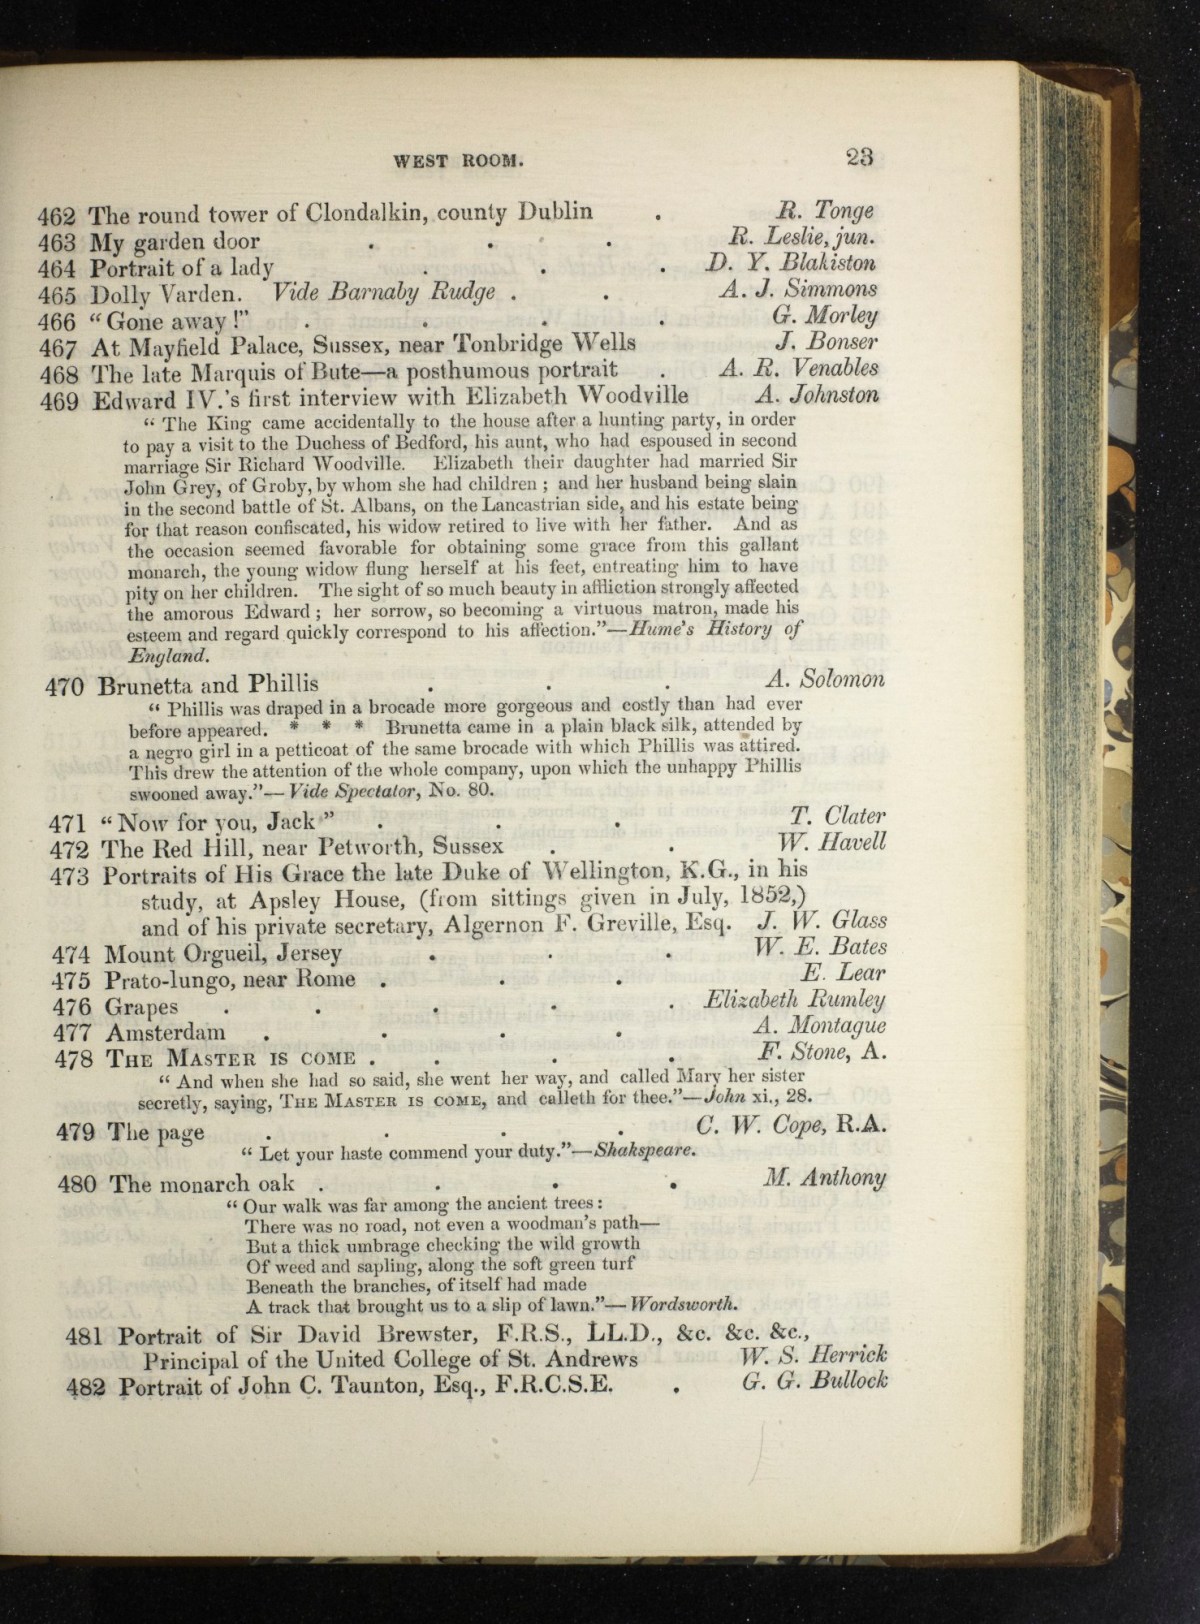 WEST ROOM. 23
462 The round tower of Clondalkin, county Dublin . R. Tonge
463 My garden door . . . R. Leslie, jun.
464 Portrait of a lady . . . D. Y. Blakiston
465 Dolly Varden. Vide Barnaby Rudge . . A. J. Simmons
466 “Gone away!” . . . . G. Morley
467 At Mayfield Palace, Sussex, near Tonbridge Wells J. Bonser
468 The late Marquis of Bute—a posthumous portrait . A. R. Venables
469 Edward IV.'s first interview with Elizabeth Woodville A. Johnston
“ The King came accidentally to the house after a hunting party, in order
to pay a visit to the Duchess of Bedford, his aunt, who had espoused in second
marriage Sir Richard Woodville. Elizabeth their daughter had married Sir
John Grey, of Groby, by whom she had children ; and her husband being slain
in the second battle of St. Albans, on the Lancastrian side, and his estate being
for that reason confiscated, his widow retired to live with her father. And as
the occasion seemed favorable for obtaining some grace from this gallant
monarch, the young widow flung herself at his feet, entreating him to have
pity on her children. The sight of so much beauty in affliction strongly affected
the amorous Edward ; her sorrow, so becoming a virtuous matron, made his
esteem and regard quickly correspond to his affection.”—Hume's History of
England.
470 Brunetta and Phillis . . . A. Solomon
“ Phillis was draped in a brocade more gorgeous and costly than had ever
before appeared. * * * Brunetta came in a plain black silk, attended by
a negro girl in a petticoat of the same brocade with which Phillis was attired.
This drew the attention of the whole company, upon which the unhappy Phillis
swooned away.”—Vide Spectator, No. 80.
471 “Now for you, Jack” . . . T. Clater
472 The Red Hill, near Petworth, Sussex . . W. Havell
473 Portraits of His Grace the late Duke of Wellington, K.G., in his
study, at Apsley House, (from sittings given in July, 1852,)
and of his private secretary, Algernon F. Greville, Esq. J. W. Glass
474 Mount Orgueil, Jersey . . . W. E. Bates
475 Prato-lungo, near Rome . . . E. Lear
476 Grapes . . . . . Elizabeth Rumley
477 Amsterdam . . . . A. Montague
478 THE MASTER IS COME . . . . F. Stone, A.
“ And when she had so said, she went her way, and called Mary her sister
secretly, saying, THE MASTER IS COME, and calleth for thee.”—John xi., 28.
479 The page . . . . C. W. Cope, R.A.
“ Let your haste commend your duty.”—Shakspeare.
480 The monarch oak . . . . M. Anthony
“ Our walk was far among the ancient trees :
There was no road, not even a woodman's path—
But a thick umbrage checking the wild growth
Of weed and sapling, along the soft green turf
Beneath the branches, of itself had made
A track that brought us to a slip of lawn.”—Wordsworth.
481 Portrait of Sir David Brewster, F.R.S., LL.D., &c. &c. &c.,
Principal of the United College of St. Andrews W. S. Herrick
482 Portrait of John C. Taunton, Esq., F.R.C.S.E. . G. G. Bullock